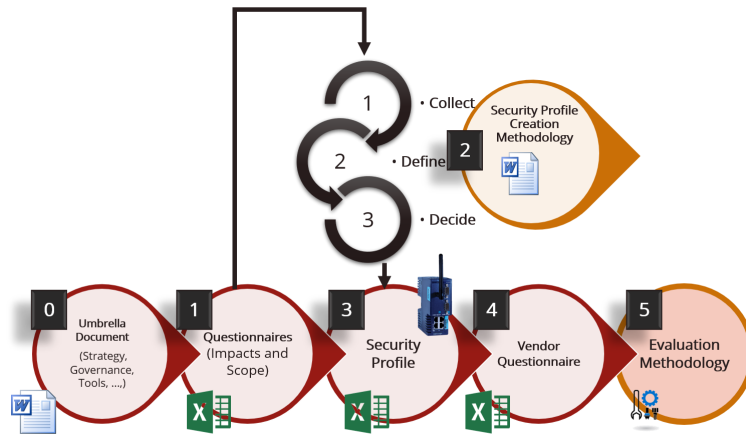 1
• Collect
2
• Define
3
• Decide
2
Security Profile
Creation
Methodology
W
0
Umbrella
Document
(Strategy,
Governance,
Tools, ...,)
W
1
Questionnaires
(Impacts and
Scope)
X
3
Security
Profile
X
4
Vendor
Questionnaire
X
5
Evaluation
Methodology